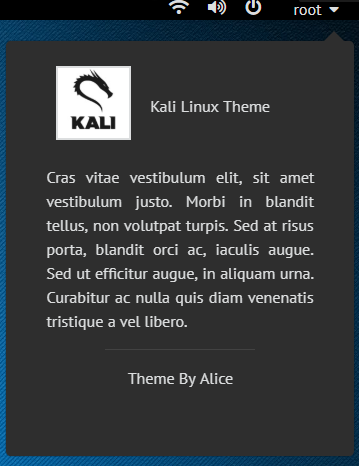 root
KALI
Kali Linux Theme
Cras vitae vestibulum elit, sit amet
vestibulum justo. Morbi in blandit
tellus, non volutpat turpis. Sed at risus
porta, blandit orci ac, iaculis augue.
Sed ut efficitur augue, in aliquam urna.
Curabitur ac nulla quis diam venenatis
tristique a vel libero.
Theme By Alice